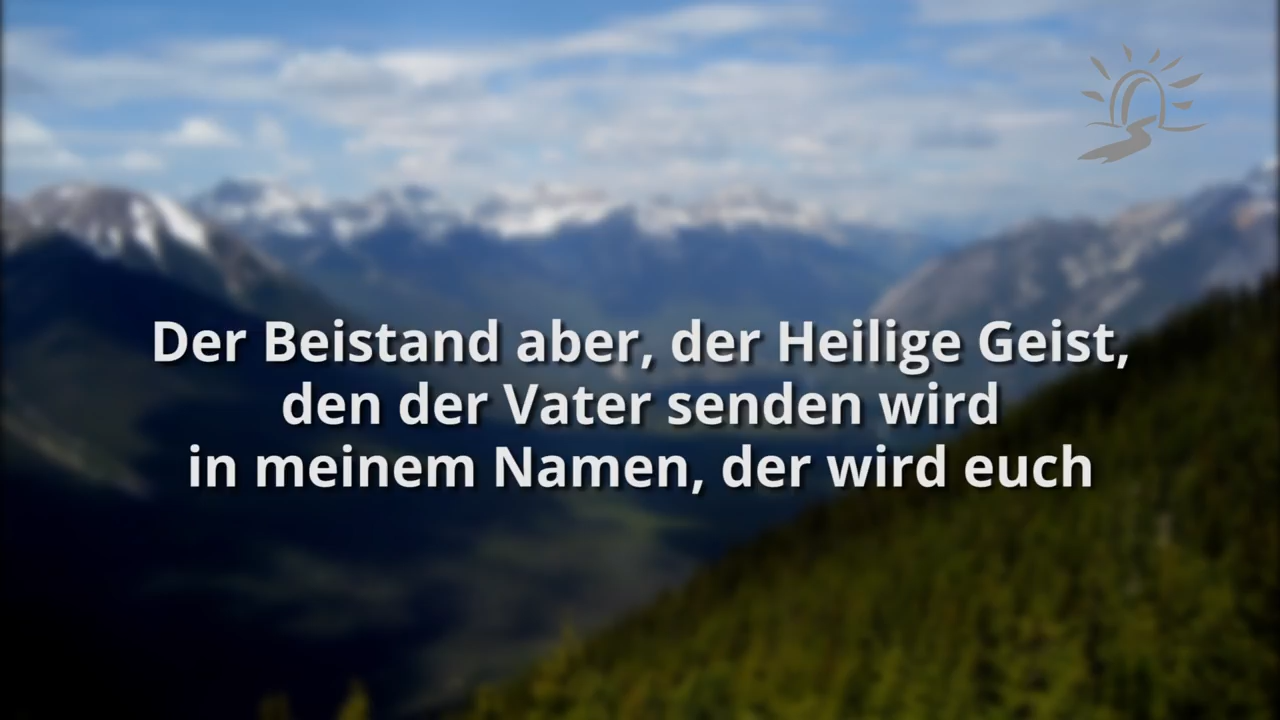 Der Beistand aber, der Heilige Geist,
den der Vater senden wird
in meinem Namen, der wird euch